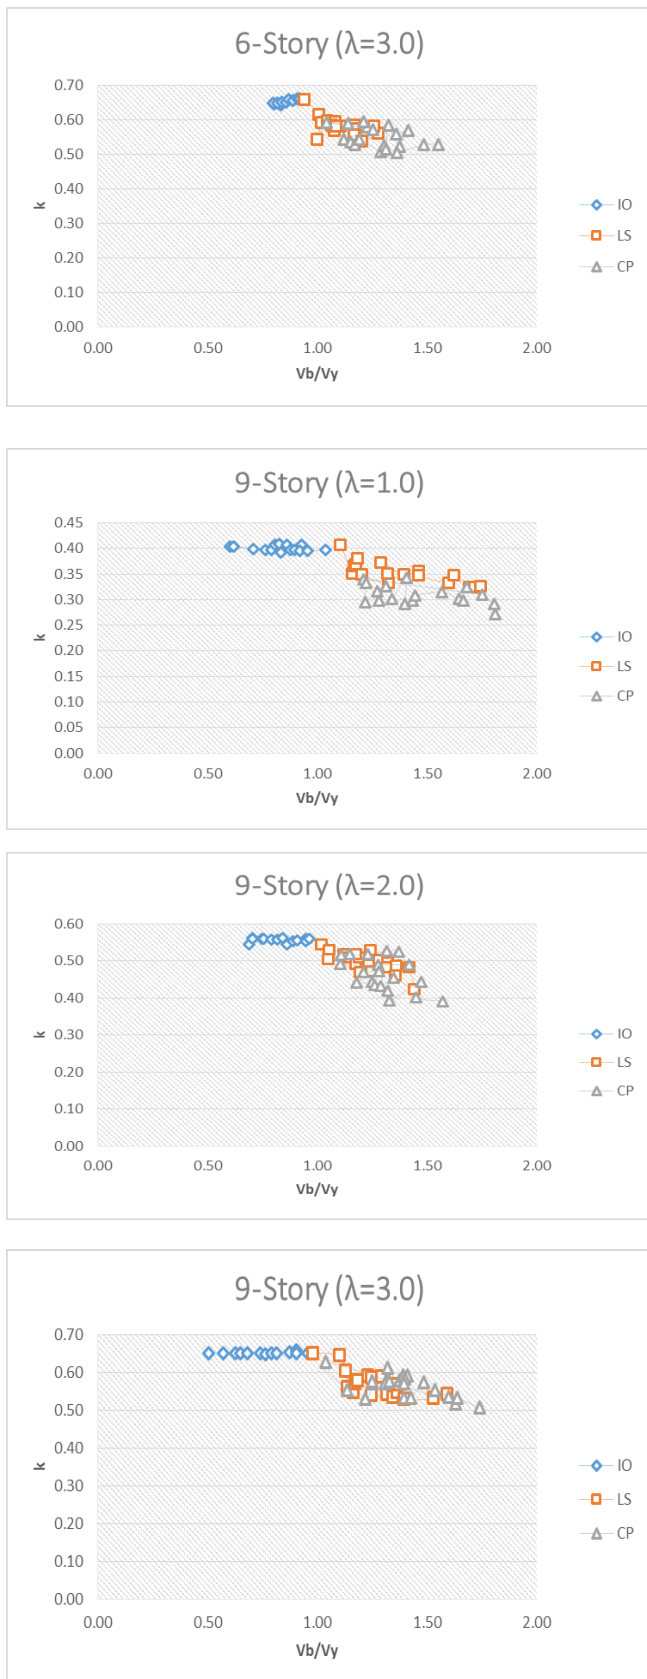 6-Story (λ=3.0)
0.70
0.60
0.50
0.40
0.30
0.20
0.10
0.00
k
0.00 0.50 1.00 1.50 2.00
Vb/Vy
IO
LS
CP
9-Story (λ=1.0)
0.45
0.40
0.35
0.30
0.25
0.20
0.15
0.10
0.05
0.00
k
0.00 0.50 1.00 1.50 2.00
Vb/Vy
IO
LS
CP
9-Story (λ=2.0)
0.60
0.50
0.40
0.30
0.20
0.10
0.00
k
0.00 0.50 1.00 1.50 2.00
Vb/Vy
IO
LS
CP
9-Story (λ=3.0)
0.70
0.60
0.50
0.40
0.30
0.20
0.10
0.00
k
0.00 0.50 1.00 1.50 2.00
Vb/Vy
IO
LS
CP